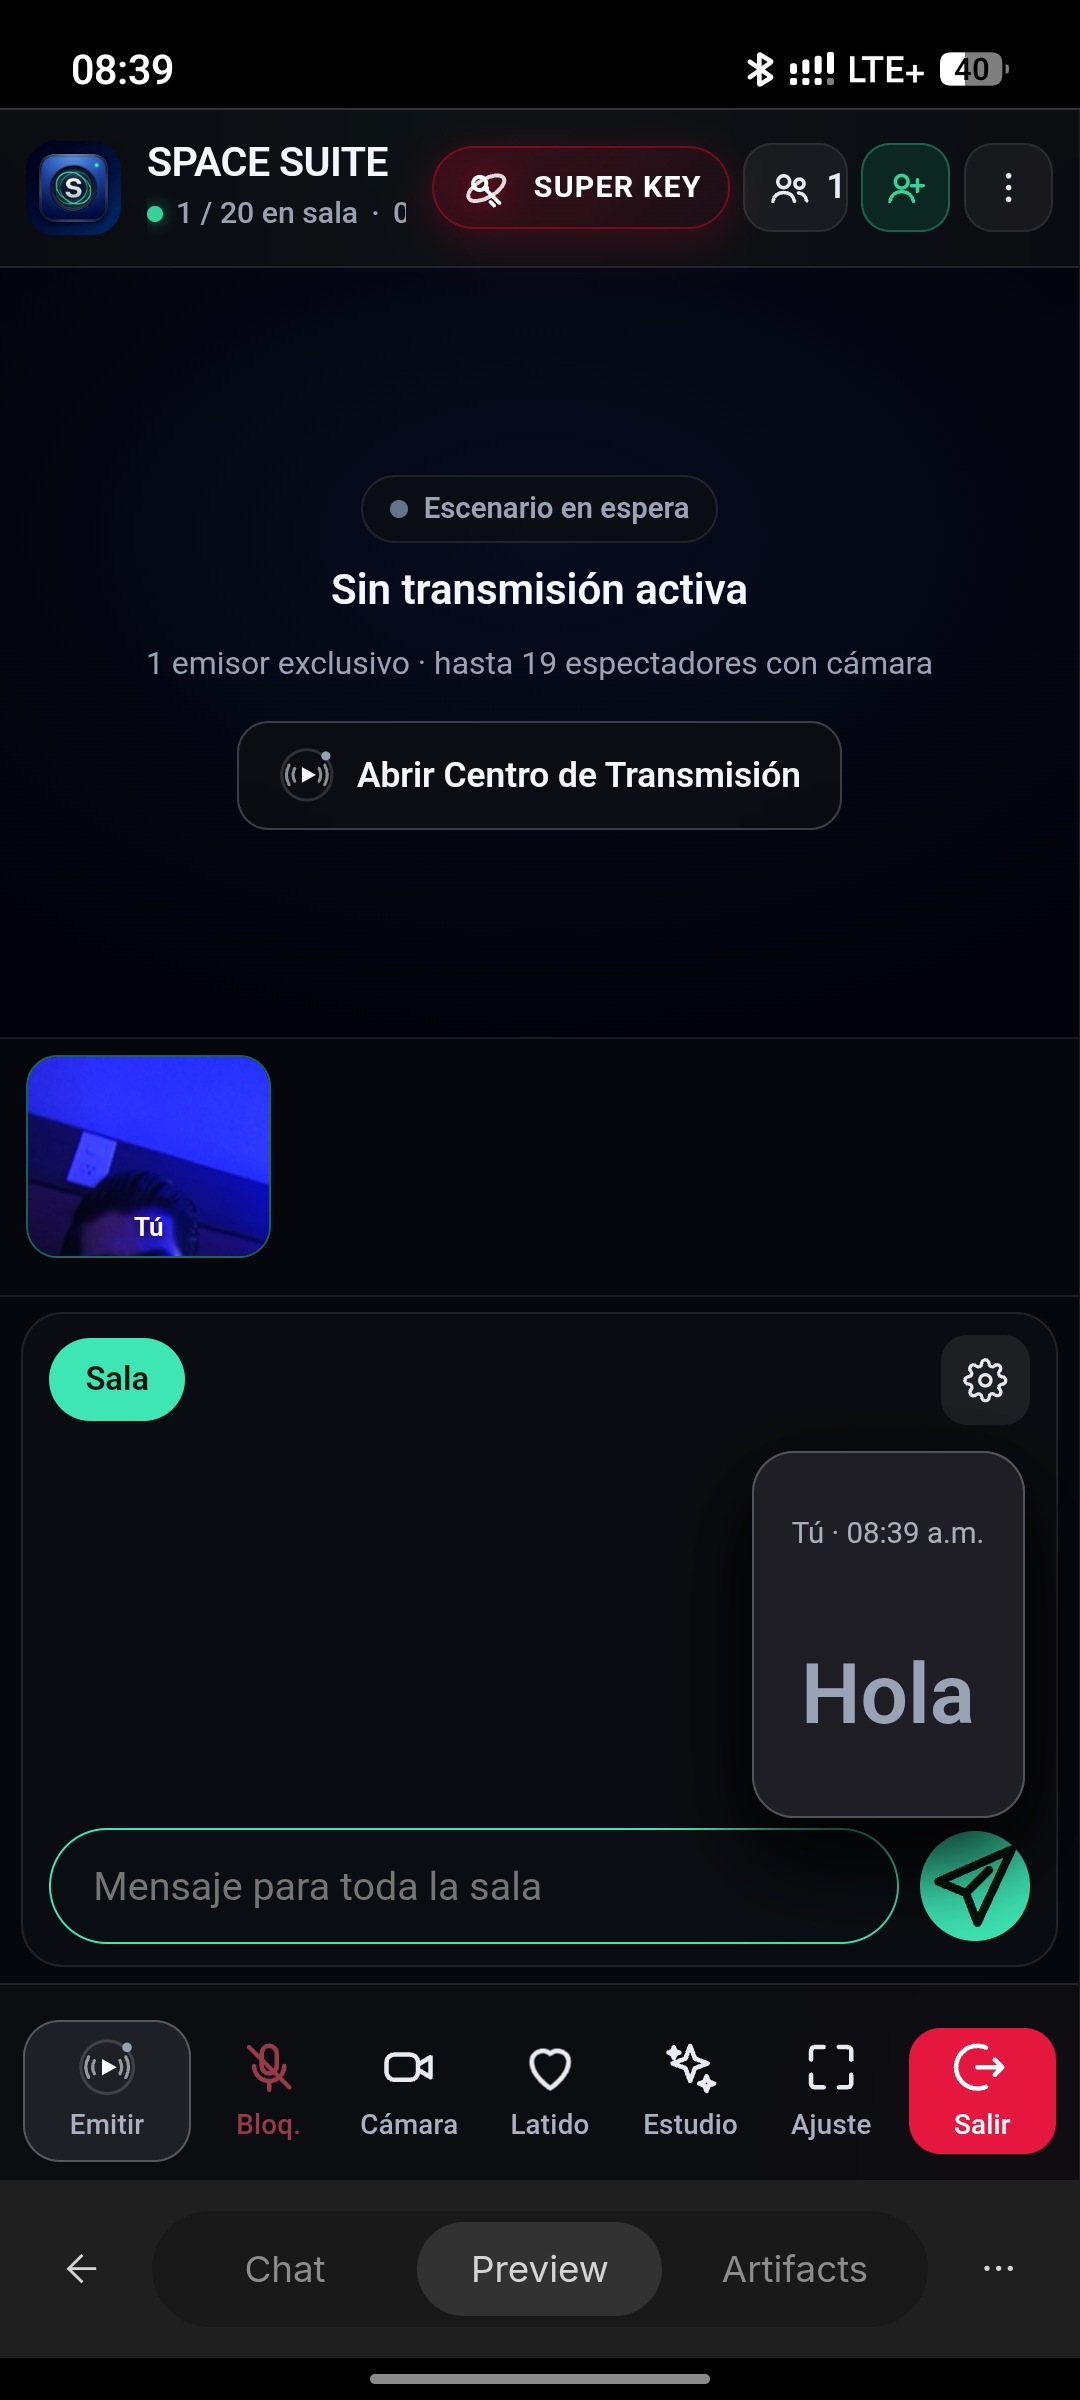 08:39
LTE+ 40
S
SPACE SUITE
1 / 20 en sala · 0
SUPER KEY
1
Escenario en espera
Sin transmisión activa
1 emisor exclusivo · hasta 19 espectadores con cámara
Abrir Centro de Transmisión
Tú
Sala
Tú · 08:39 a.m.
Hola
Mensaje para toda la sala
Emitir
Bloq.
Cámara
Latido
Estudio
Ajuste
Salir
Chat
Preview
Artifacts